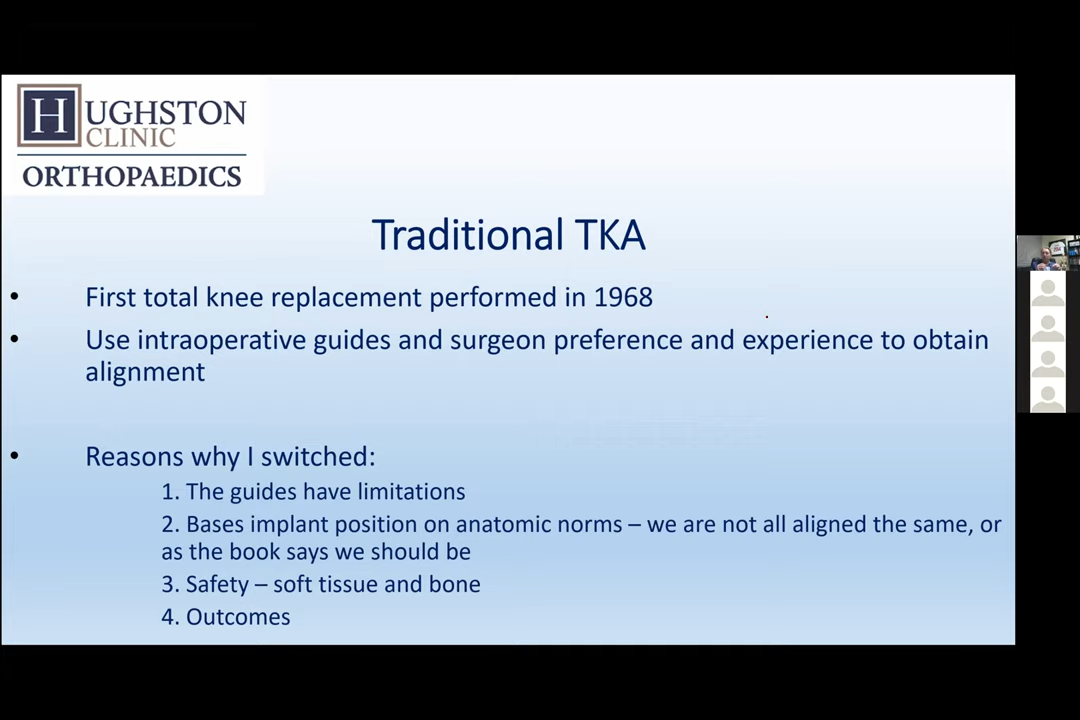 HUGHSTON
CLINIC
ORTHOPAEDICS
Traditional TKA
• First total knee replacement performed in 1968
• Use intraoperative guides and surgeon preference and experience to obtain
alignment
• Reasons why I switched:
1. The guides have limitations
2. Bases implant position on anatomic norms – we are not all aligned the same, or
as the book says we should be
3. Safety – soft tissue and bone
4. Outcomes